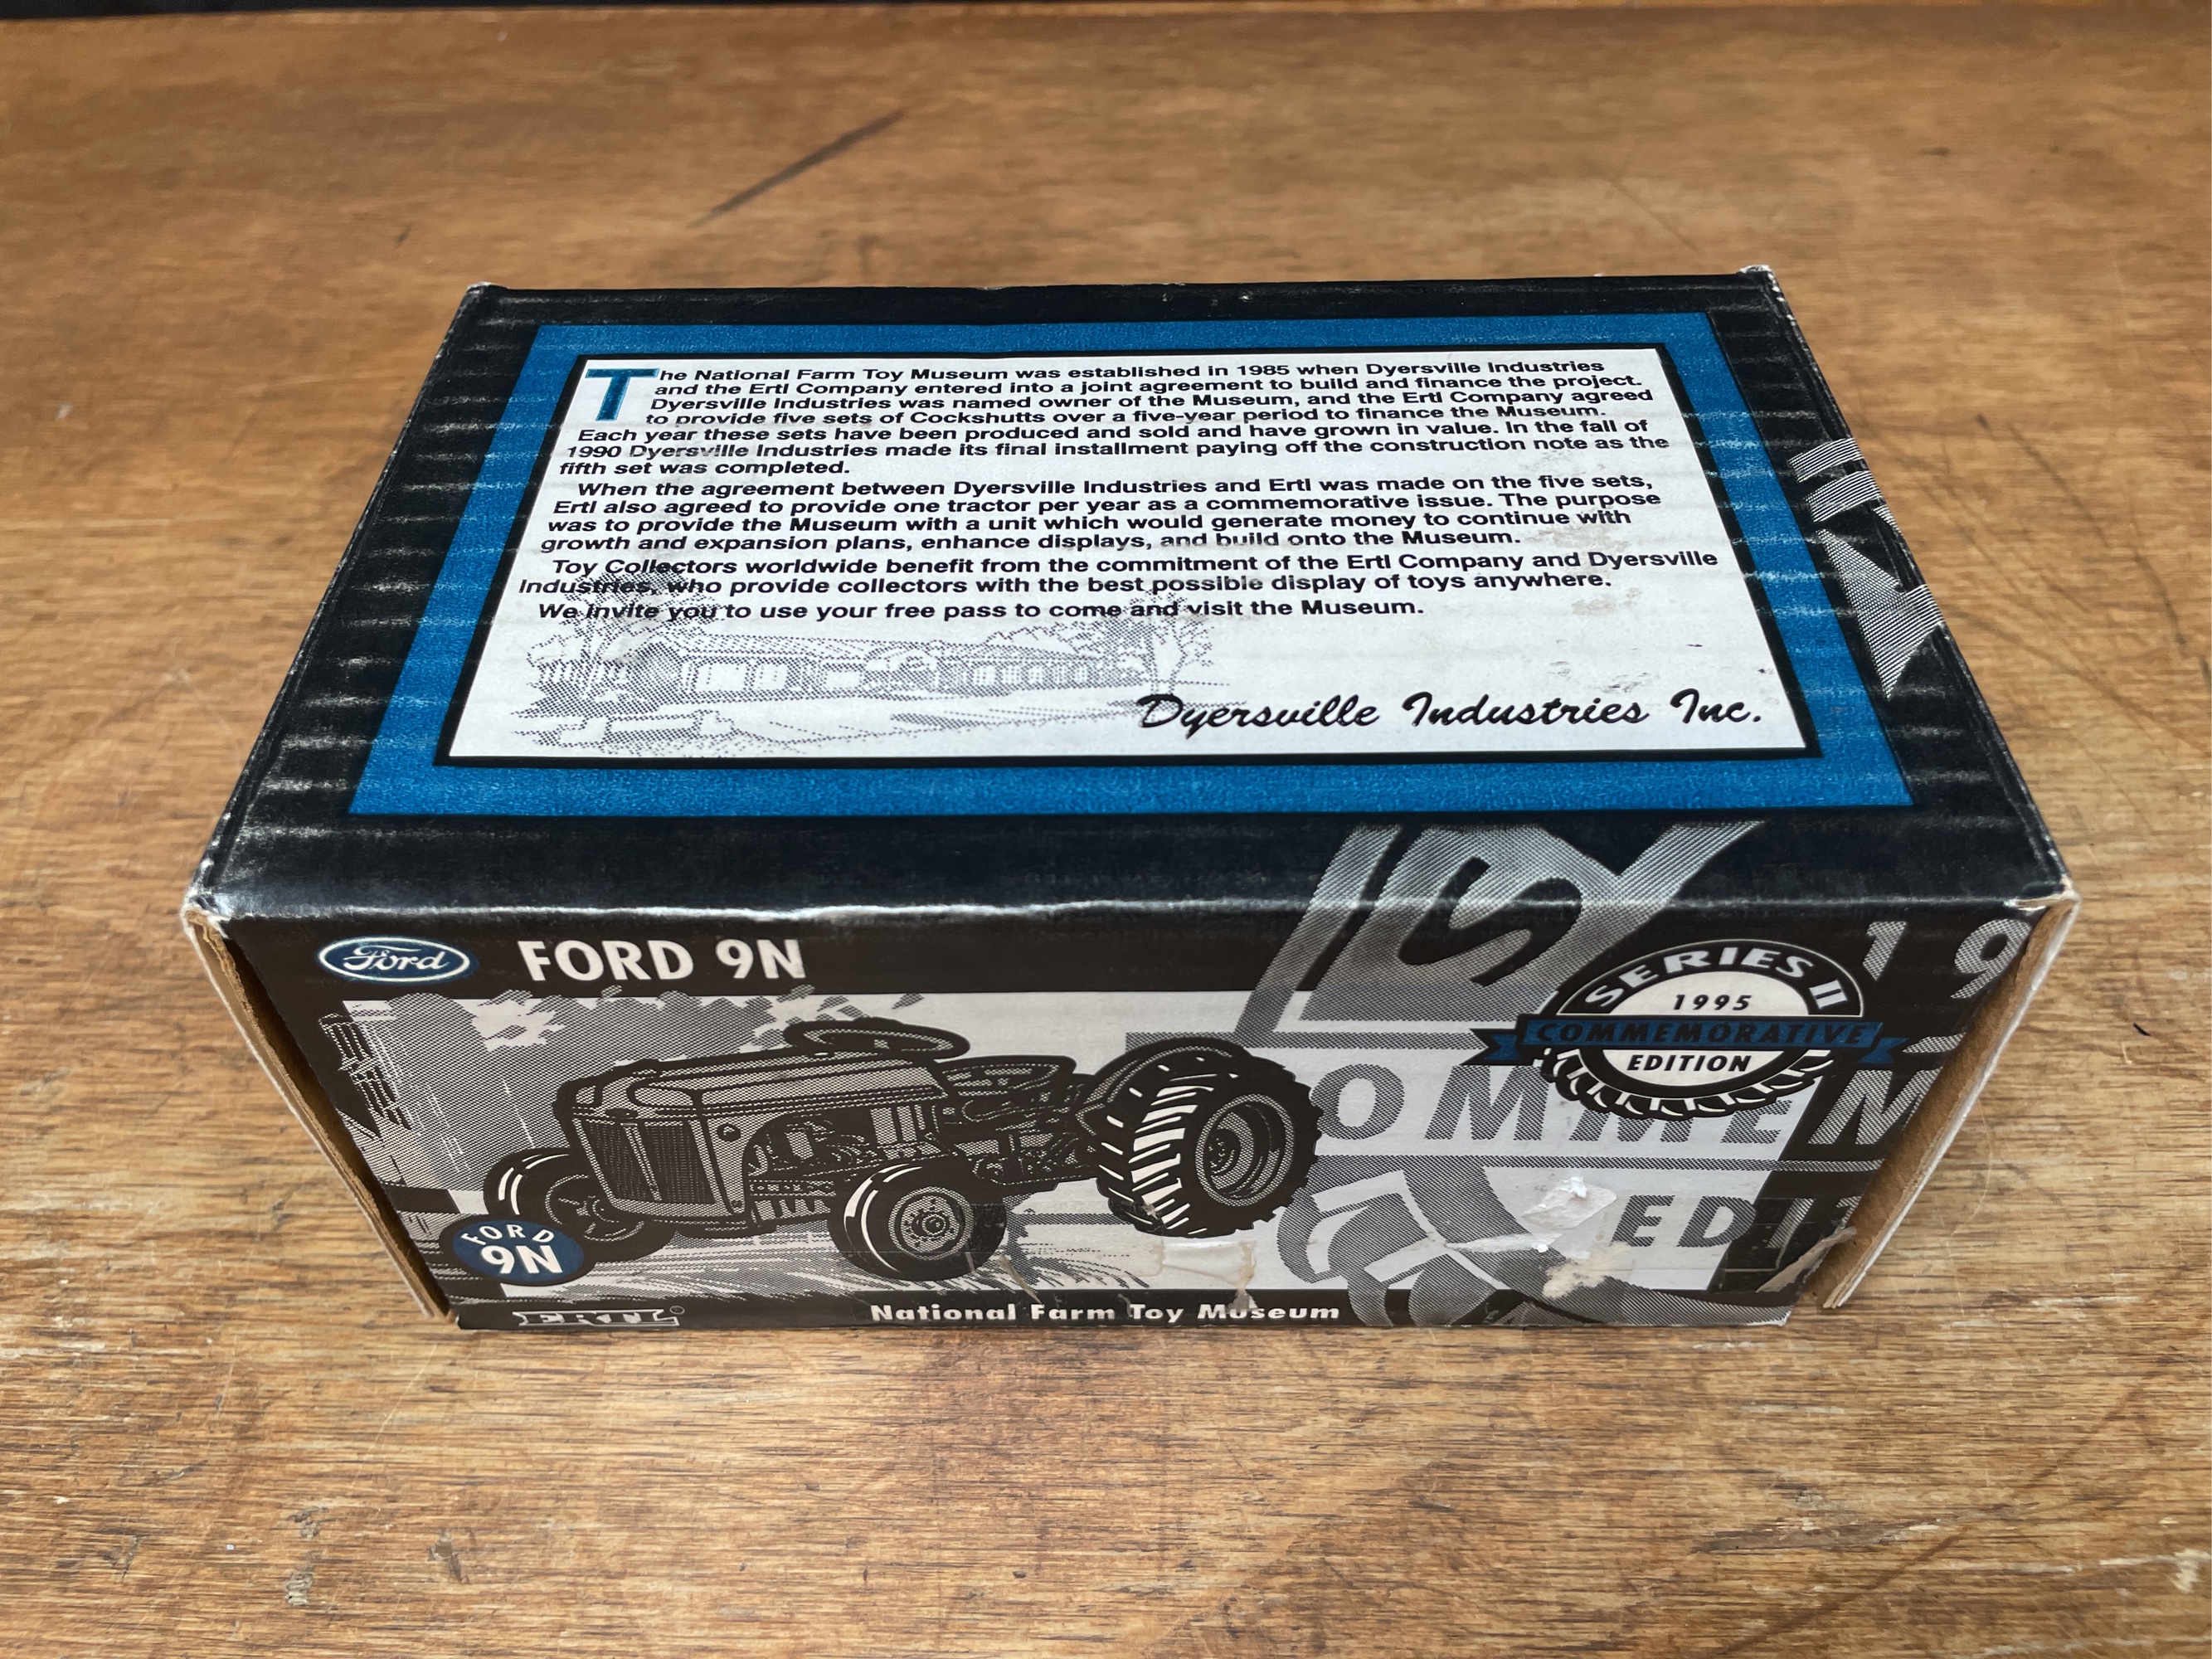 The National Farm Toy Museum was established in 1985 when Dyersville Industries
and the Ertl Company entered into a joint agreement to build and finance the project.
Dyersville Industries was named owner of the Museum, and the Ertl Company agreed
to provide five sets of Cockshutts over a five-year period to finance the Museum.
Each year these sets have been produced and sold and have grown in value. In the fall of
1990 Dyersville Industries made its final installment paying off the construction note as the
fifth set was completed.
When the agreement between Dyersville Industries and Ertl was made on the five sets,
Ertl also agreed to provide one tractor per year as a commemorative issue. The purpose
was to provide the Museum with a unit which would generate money to continue with
growth and expansion plans, enhance displays, and build onto the Museum.
Toy Collectors worldwide benefit from the commitment of the Ertl Company and Dyersville
Industries, who provide collectors with the best possible display of toys anywhere.
We invite you to use your free pass to come and visit the Museum.
Dyersville Industries Inc.
Ford
FORD 9N
19
SERIES II
1995
COMMEMORATIVE
EDITION
OMMEM
EDI
FORD
9N
ERTL®
National Farm Toy Museum